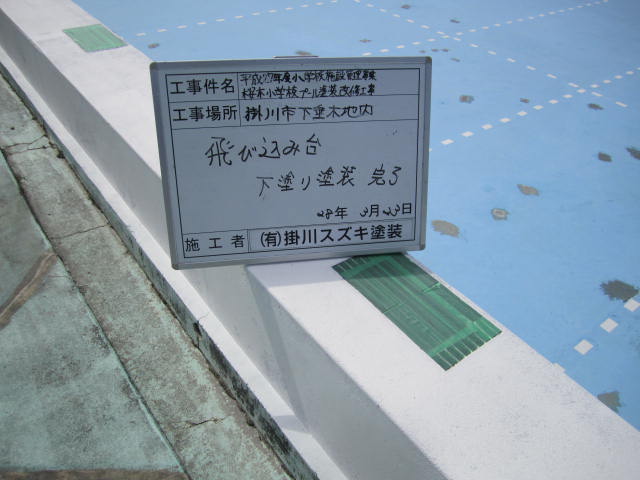 工事件名 平成27年度小学校施設管理事業
桜木小学校プール塗装改修工事
工事場所 掛川市下垂木地内
飛び込み台
下塗り塗装 完了
28年 3月23日
施工者 (有)掛川スズキ塗装